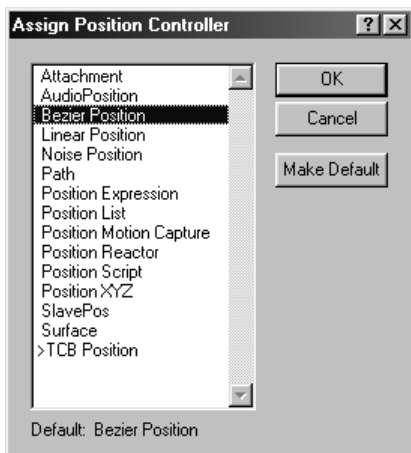 Assign Position Controller
Attachment
AudioPosition
Bezier Position
Linear Position
Noise Position
Path
Position Expression
Position List
Position Motion Capture
Position Reactor
Position Script
Position XYZ
SlavePos
Surface
>TCB Position
OK
Cancel
Make Default
Default: Bezier Position